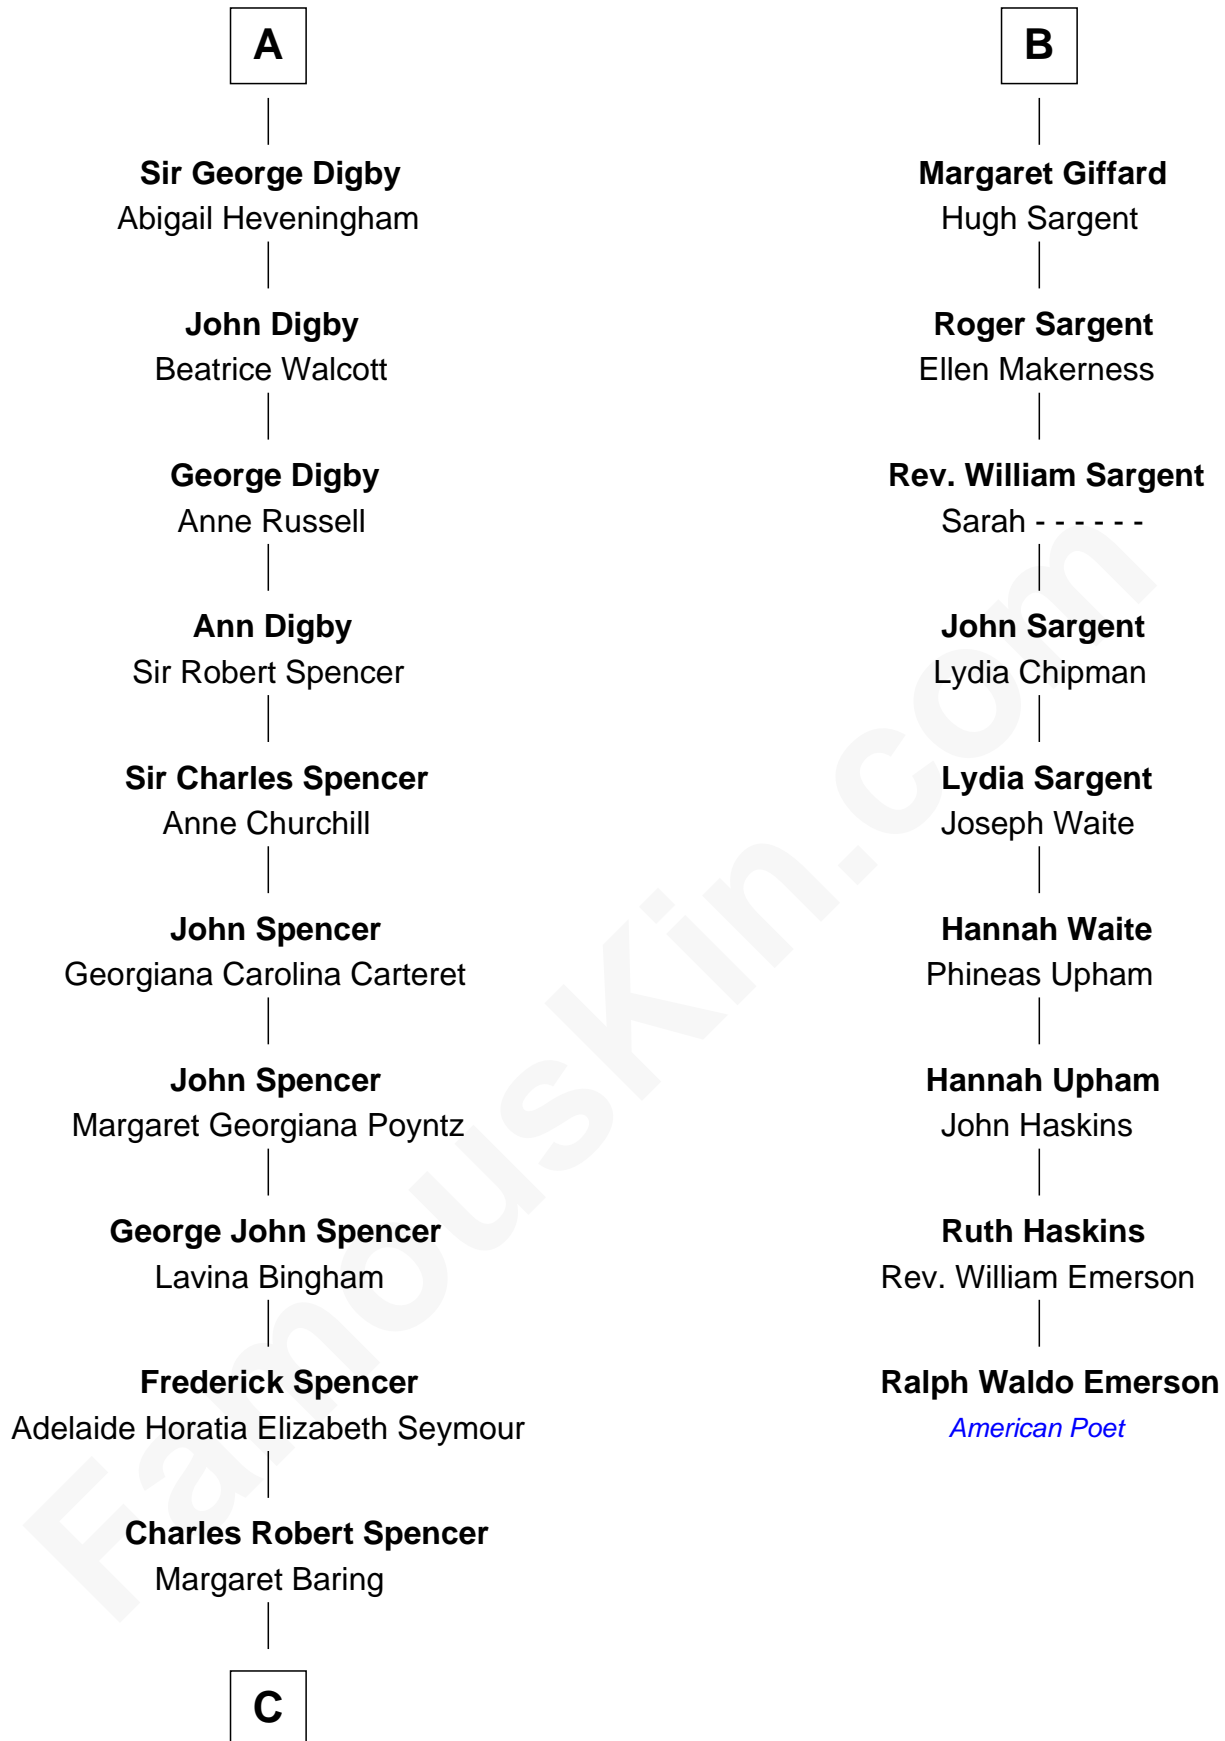 A
Sir George Digby
Abigail Heveningham
John Digby
Beatrice Walcott
George Digby
Anne Russell
Ann Digby
Sir Robert Spencer
Sir Charles Spencer
Anne Churchill
John Spencer
Georgiana Carolina Carteret
John Spencer
Margaret Georgiana Poyntz
George John Spencer
Lavina Bingham
Frederick Spencer
Adelaide Horatia Elizabeth Seymour
Charles Robert Spencer
Margaret Baring
C
B
Margaret Giffard
Hugh Sargent
Roger Sargent
Ellen Makerness
Rev. William Sargent
Sarah - - - - - -
John Sargent
Lydia Chipman
Lydia Sargent
Joseph Waite
Hannah Waite
Phineas Upham
Hannah Upham
John Haskins
Ruth Haskins
Rev. William Emerson
Ralph Waldo Emerson
American Poet
FamousKin.com